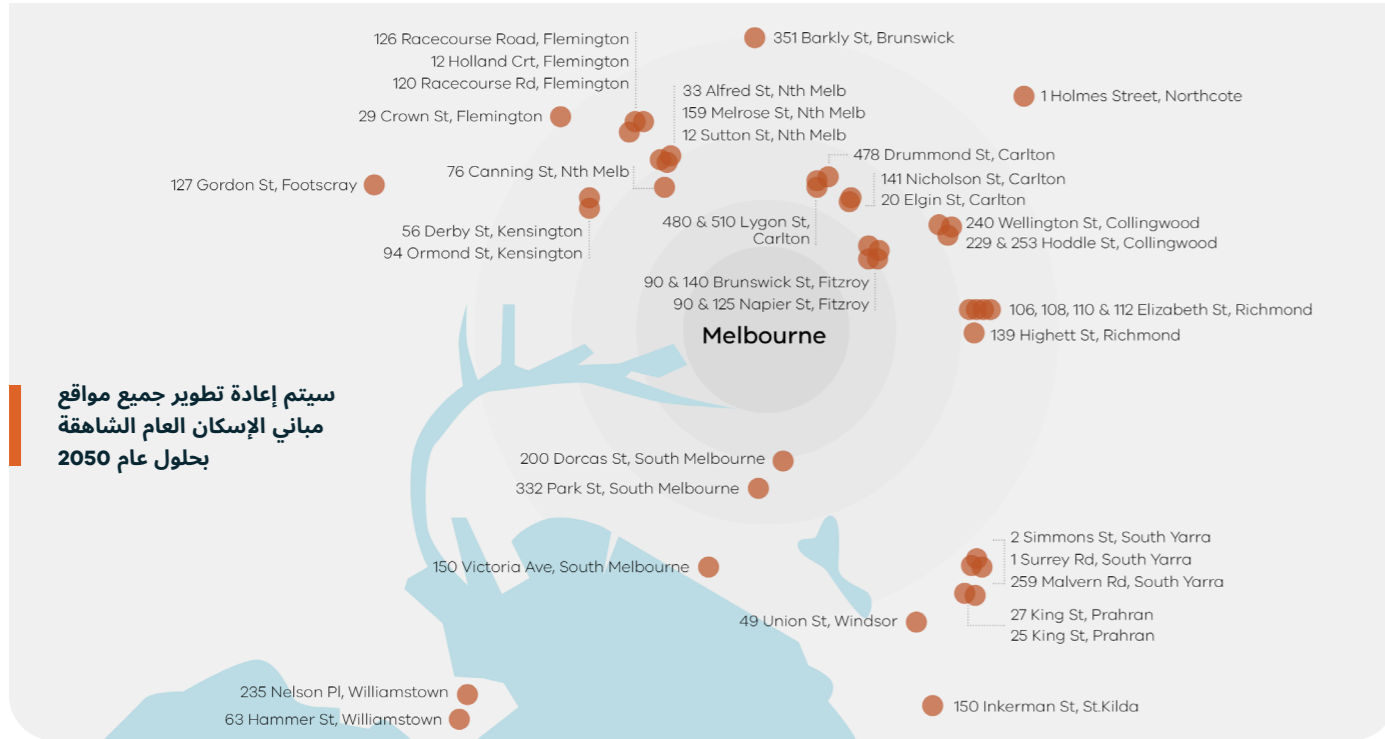 126 Racecourse Road, Flemington
12 Holland Crt, Flemington
120 Racecourse Rd, Flemington
351 Barkly St, Brunswick
1 Holmes Street, Northcote
29 Crown St, Flemington
33 Alfred St, Nth Melb
159 Melrose St, Nth Melb
12 Sutton St, Nth Melb
76 Canning St, Nth Melb
127 Gordon St, Footscray
478 Drummond St, Carlton
141 Nicholson St, Carlton
20 Elgin St, Carlton
56 Derby St, Kensington
94 Ormond St, Kensington
480 & 510 Lygon St,
Carlton
240 Wellington St, Collingwood
229 & 253 Hoddle St, Collingwood
90 & 140 Brunswick St, Fitzroy
90 & 125 Napier St, Fitzroy
106, 108, 110 & 112 Elizabeth St, Richmond
139 Highett St, Richmond
Melbourne
سيتم إعادة تطوير جميع مواقع
مباني الإسكان العام الشاهقة
بحلول عام 2050
200 Dorcas St, South Melbourne
332 Park St, South Melbourne
150 Victoria Ave, South Melbourne
2 Simmons St, South Yarra
1 Surrey Rd, South Yarra
259 Malvern Rd, South Yarra
27 King St, Prahran
25 King St, Prahran
49 Union St, Windsor
235 Nelson Pl, Williamstown
63 Hammer St, Williamstown
150 Inkerman St, St.Kilda